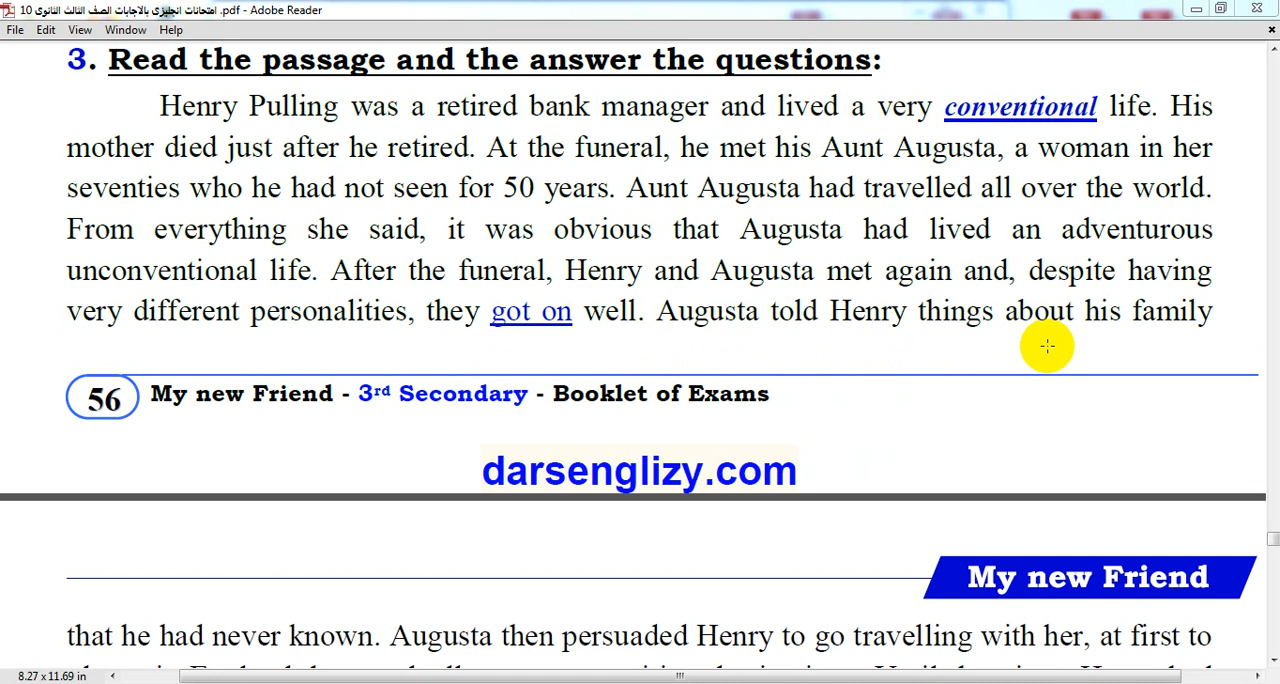 امتحانات انجليزى بالاجابات الصف الثالث الثانوى 10 .pdf - Adobe Reader
File Edit View Window Help
3. Read the passage and the answer the questions:
Henry Pulling was a retired bank manager and lived a very conventional life. His
mother died just after he retired. At the funeral, he met his Aunt Augusta, a woman in her
seventies who he had not seen for 50 years. Aunt Augusta had travelled all over the world.
From everything she said, it was obvious that Augusta had lived an adventurous
unconventional life. After the funeral, Henry and Augusta met again and, despite having
very different personalities, they got on well. Augusta told Henry things about his family
56 My new Friend - 3rd Secondary - Booklet of Exams
darsenglizy.com
My new Friend
that he had never known. Augusta then persuaded Henry to go travelling with her, at first to
8.27 x 11.69 in